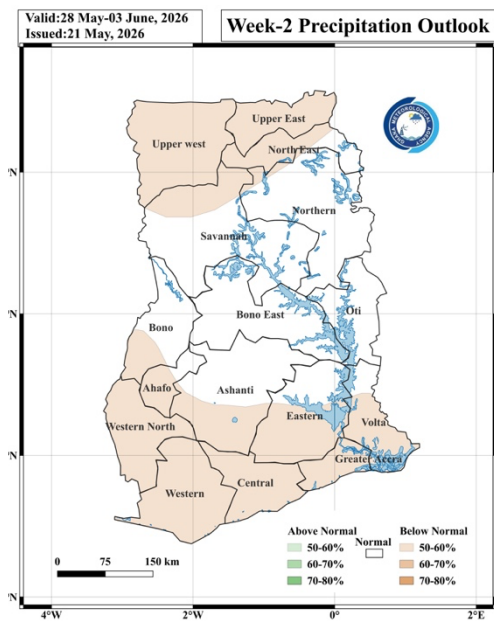 Valid:28 May-03 June, 2026
Issued:21 May, 2026
Week-2 Precipitation Outlook
GHANA METEOROLOGICAL AGENCY
Upper East
Upper west
North East
Northern
Savannah
Bono East
Oti
Bono
Ahafo
Ashanti
Eastern
Volta
Western North
Greater Accra
Central
Western
Above Normal
Normal
Below Normal
50-60%
50-60%
60-70%
60-70%
70-80%
70-80%
0 75 150 km
°N
°N
°N
°N
4°W 2°W 0°